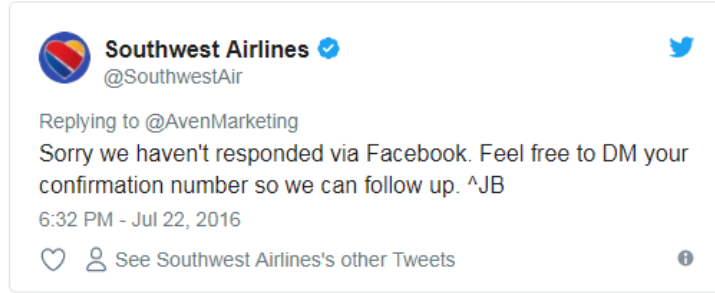 Southwest Airlines
@SouthwestAir
Replying to @AvenMarketing
Sorry we haven't responded via Facebook. Feel free to DM your
confirmation number so we can follow up. ^JB
6:32 PM - Jul 22, 2016
See Southwest Airlines's other Tweets